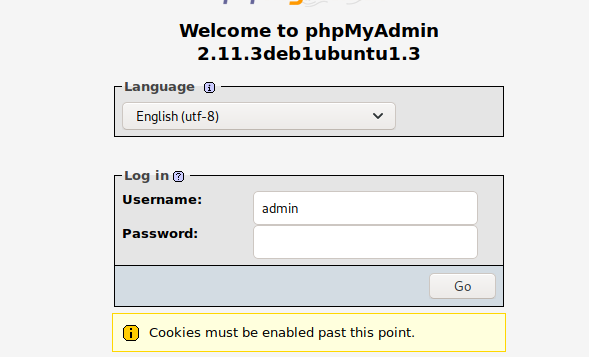 Welcome to phpMyAdmin
2.11.3deb1ubuntu1.3
Language
English (utf-8)
Log in
Username:
admin
Password:
Go
Cookies must be enabled past this point.